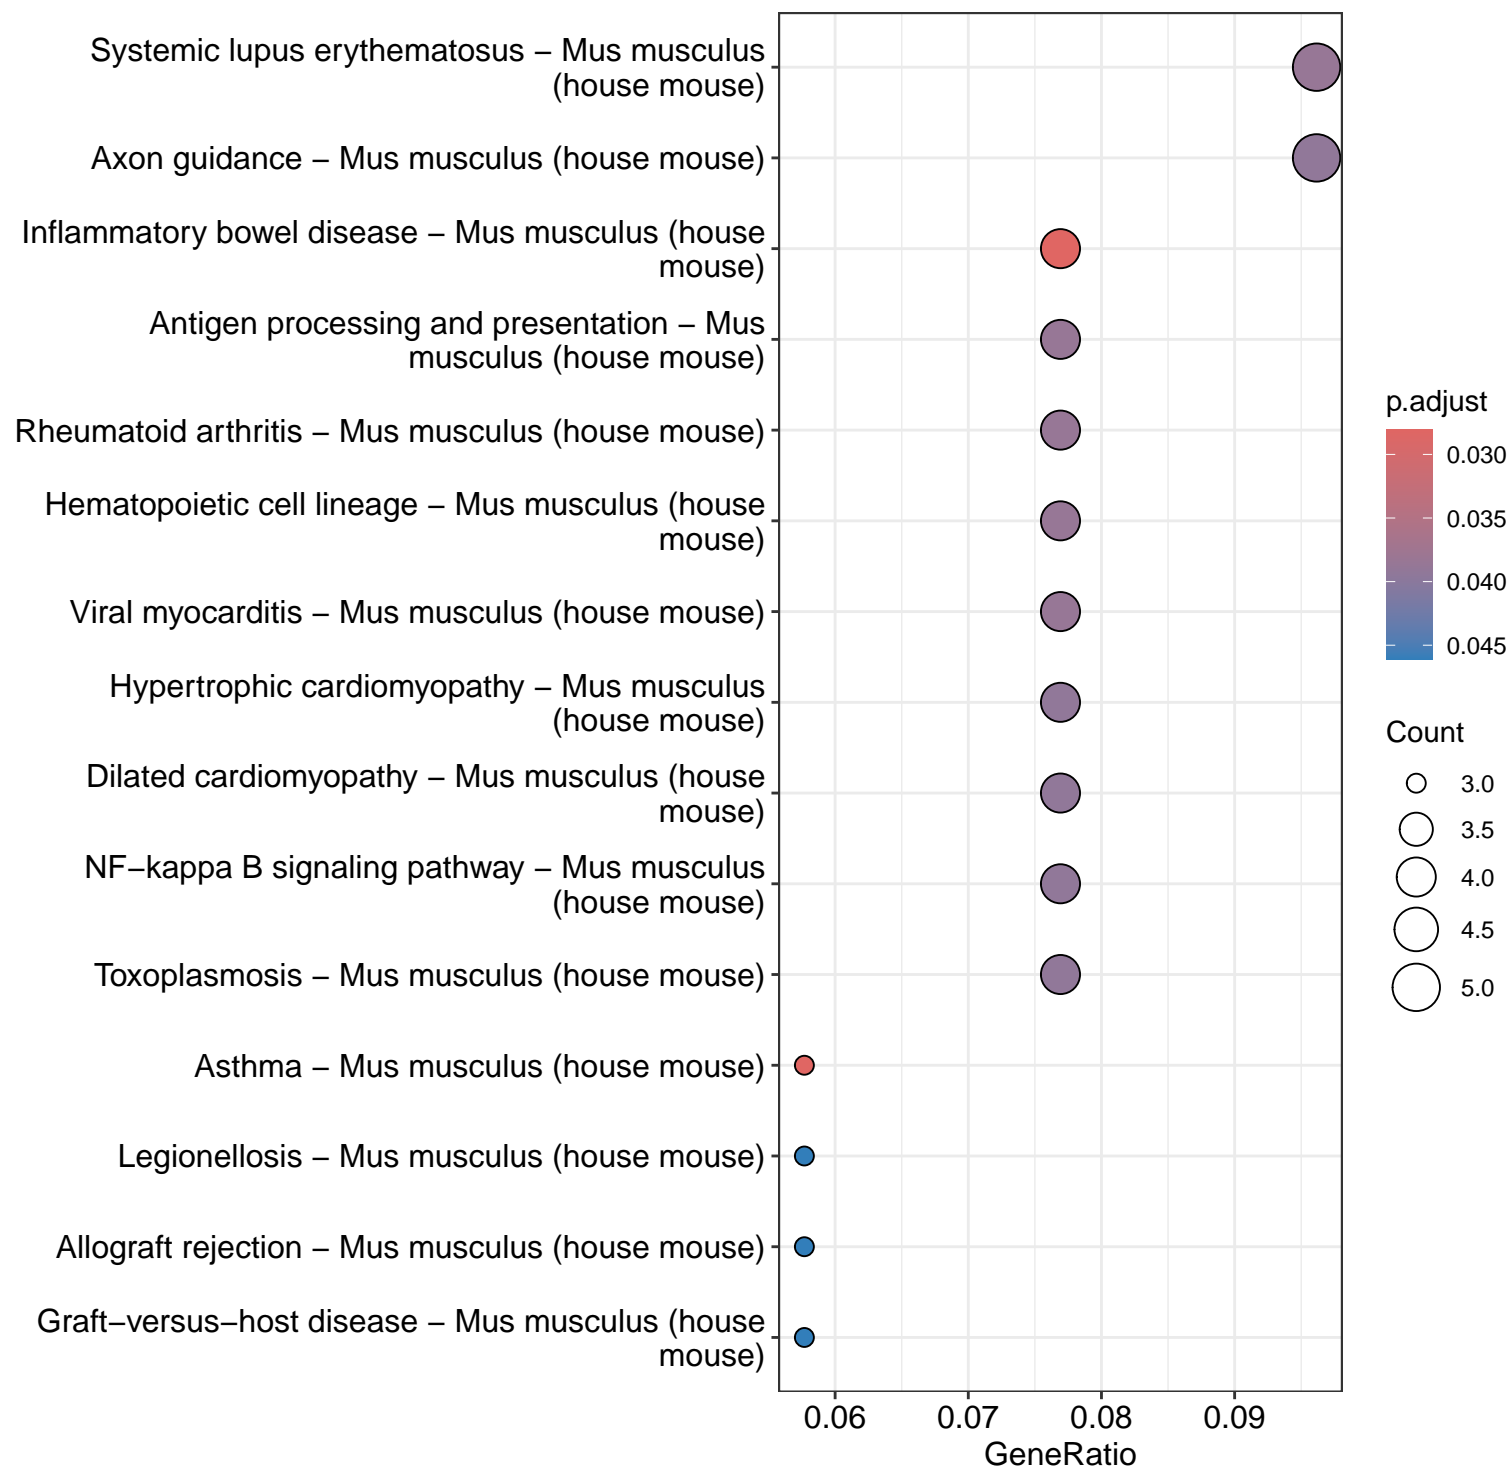 Systemic lupus erythematosus – Mus musculus
(house mouse)
Axon guidance – Mus musculus (house mouse)
Inflammatory bowel disease – Mus musculus (house
mouse)
Antigen processing and presentation – Mus
musculus (house mouse)
Rheumatoid arthritis – Mus musculus (house mouse)
Hematopoietic cell lineage – Mus musculus (house
mouse)
Viral myocarditis – Mus musculus (house mouse)
Hypertrophic cardiomyopathy – Mus musculus
(house mouse)
Dilated cardiomyopathy – Mus musculus (house
mouse)
NF–kappa B signaling pathway – Mus musculus
(house mouse)
Toxoplasmosis – Mus musculus (house mouse)
Asthma – Mus musculus (house mouse)
Legionellosis – Mus musculus (house mouse)
Allograft rejection – Mus musculus (house mouse)
Graft–versus–host disease – Mus musculus (house
mouse)
0.06 0.07 0.08 0.09
GeneRatio
p.adjust
0.030
0.035
0.040
0.045
Count
3.0
3.5
4.0
4.5
5.0